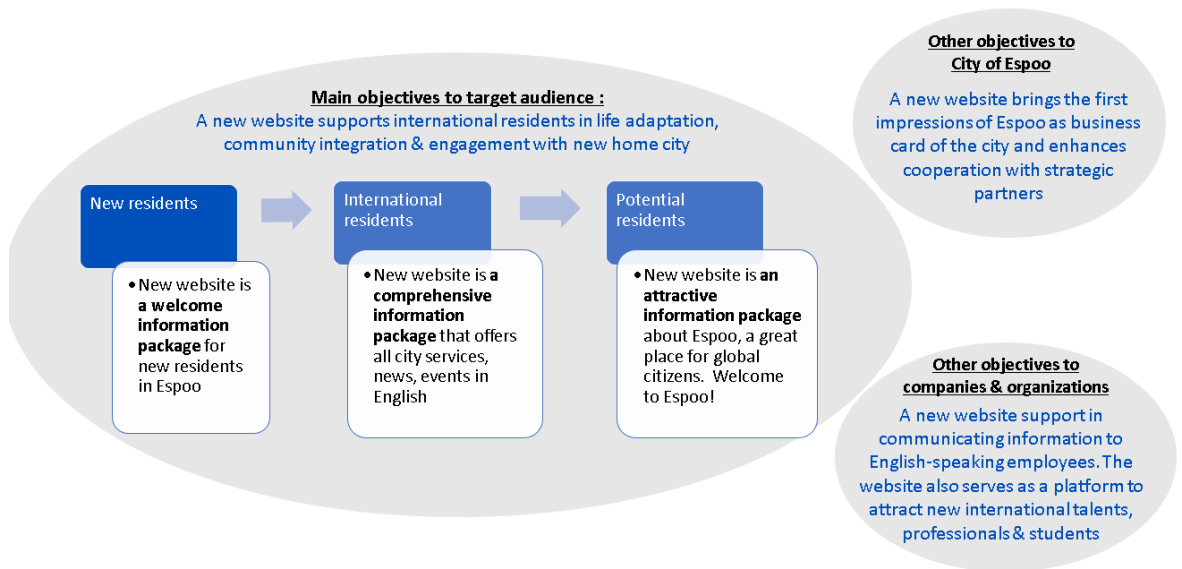 Main objectives to target audience :
A new website supports international residents in life adaptation,
community integration & engagement with new home city
New residents
• New website is
a welcome
information
package for
new residents
in Espoo
International
residents
• New website is a
comprehensive
information
package that offers
all city services,
news, events in
English
Potential
residents
• New website is an
attractive
information package
about Espoo, a great
place for global
citizens.  Welcome
to Espoo!
Other objectives to
City of Espoo
A new website brings the first
impressions of Espoo as business
card of the city and enhances
cooperation with strategic
partners
Other objectives to
companies & organizations
A new website support in
communicating information to
English-speaking employees. The
website also serves as a platform to
attract new international talents,
professionals & students